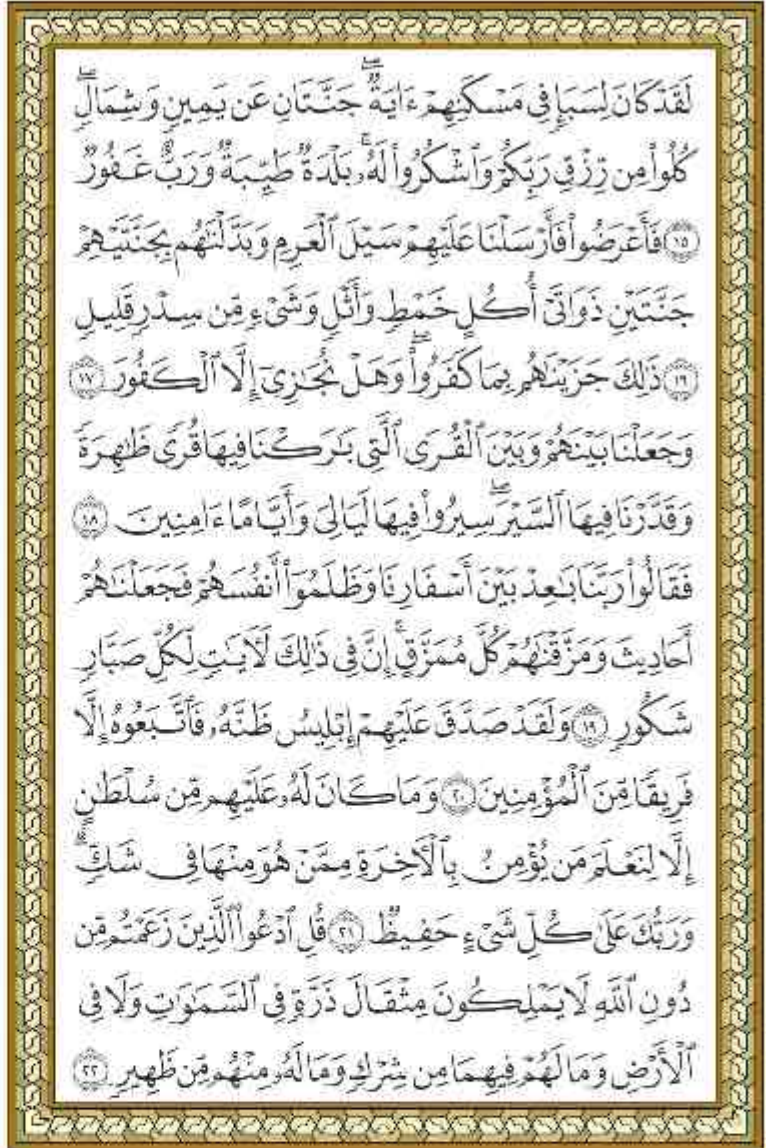 لَقَدْ كَانَ لِسَبَإٍ فِى مَسْكَنِهِمْ ءَايَةٌ ۖ جَنَّتَانِ عَن يَمِينٍ وَشِمَالٍ ۖ
كُلُوا۟ مِن رِّزْقِ رَبِّكُمْ وَٱشْكُرُوا۟ لَهُۥ ۚ بَلْدَةٌ طَيِّبَةٌ وَرَبٌّ غَفُورٌ
١٥ فَأَعْرَضُوا۟ فَأَرْسَلْنَا عَلَيْهِمْ سَيْلَ ٱلْعَرِمِ وَبَدَّلْنَٰهُم بِجَنَّتَيْهِمْ
جَنَّتَيْنِ ذَوَاتَىْ أُكُلٍ خَمْطٍ وَأَثْلٍ وَشَىْءٍ مِّن سِدْرٍ قَلِيلٍ
١٦ ذَٰلِكَ جَزَيْنَٰهُم بِمَا كَفَرُوا۟ ۖ وَهَلْ نُجَٰزِىٓ إِلَّا ٱلْكَفُورَ ١٧
وَجَعَلْنَا بَيْنَهُمْ وَبَيْنَ ٱلْقُرَى ٱلَّتِى بَٰرَكْنَا فِيهَا قُرًى ظَٰهِرَةً
وَقَدَّرْنَا فِيهَا ٱلسَّيْرَ ۖ سِيرُوا۟ فِيهَا لَيَالِىَ وَأَيَّامًا ءَامِنِينَ ١٨
فَقَالُوا۟ رَبَّنَا بَٰعِدْ بَيْنَ أَسْفَارِنَا وَظَلَمُوٓا۟ أَنفُسَهُمْ فَجَعَلْنَٰهُمْ
أَحَادِيثَ وَمَزَّقْنَٰهُمْ كُلَّ مُمَزَّقٍ ۚ إِنَّ فِى ذَٰلِكَ لَءَايَٰتٍ لِّكُلِّ صَبَّارٍ
شَكُورٍ ١٩ وَلَقَدْ صَدَّقَ عَلَيْهِمْ إِبْلِيسُ ظَنَّهُۥ فَٱتَّبَعُوهُ إِلَّا
فَرِيقًا مِّنَ ٱلْمُؤْمِنِينَ ٢٠ وَمَا كَانَ لَهُۥ عَلَيْهِم مِّن سُلْطَٰنٍ
إِلَّا لِنَعْلَمَ مَن يُؤْمِنُ بِٱلْءَاخِرَةِ مِمَّنْ هُوَ مِنْهَا فِى شَكٍّ ۗ
وَرَبُّكَ عَلَىٰ كُلِّ شَىْءٍ حَفِيظٌ ٢١ قُلِ ٱدْعُوا۟ ٱلَّذِينَ زَعَمْتُم مِّن
دُونِ ٱللَّهِ لَا يَمْلِكُونَ مِثْقَالَ ذَرَّةٍ فِى ٱلسَّمَٰوَٰتِ وَلَا فِى
ٱلْأَرْضِ وَمَا لَهُمْ فِيهِمَا مِن شِرْكٍ وَمَا لَهُۥ مِنْهُم مِّن ظَهِيرٍ ٢٢